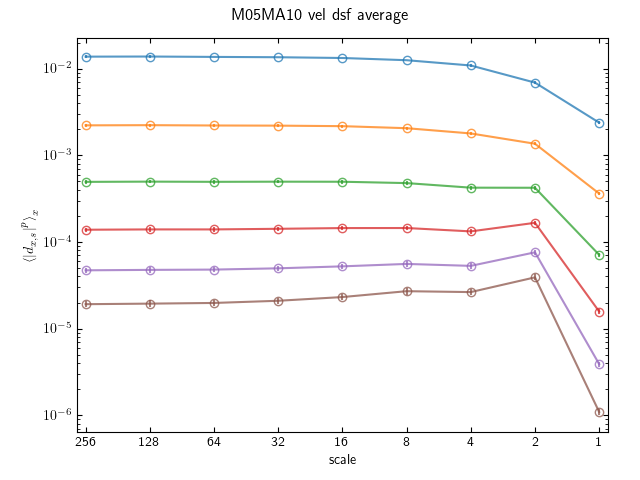 M05MA10 vel dsf average
10⁻²
10⁻³
10⁻⁴
10⁻⁵
10⁻⁶
⟨|d_{x,s}|^p⟩_x
256 128 64 32 16 8 4 2 1
scale